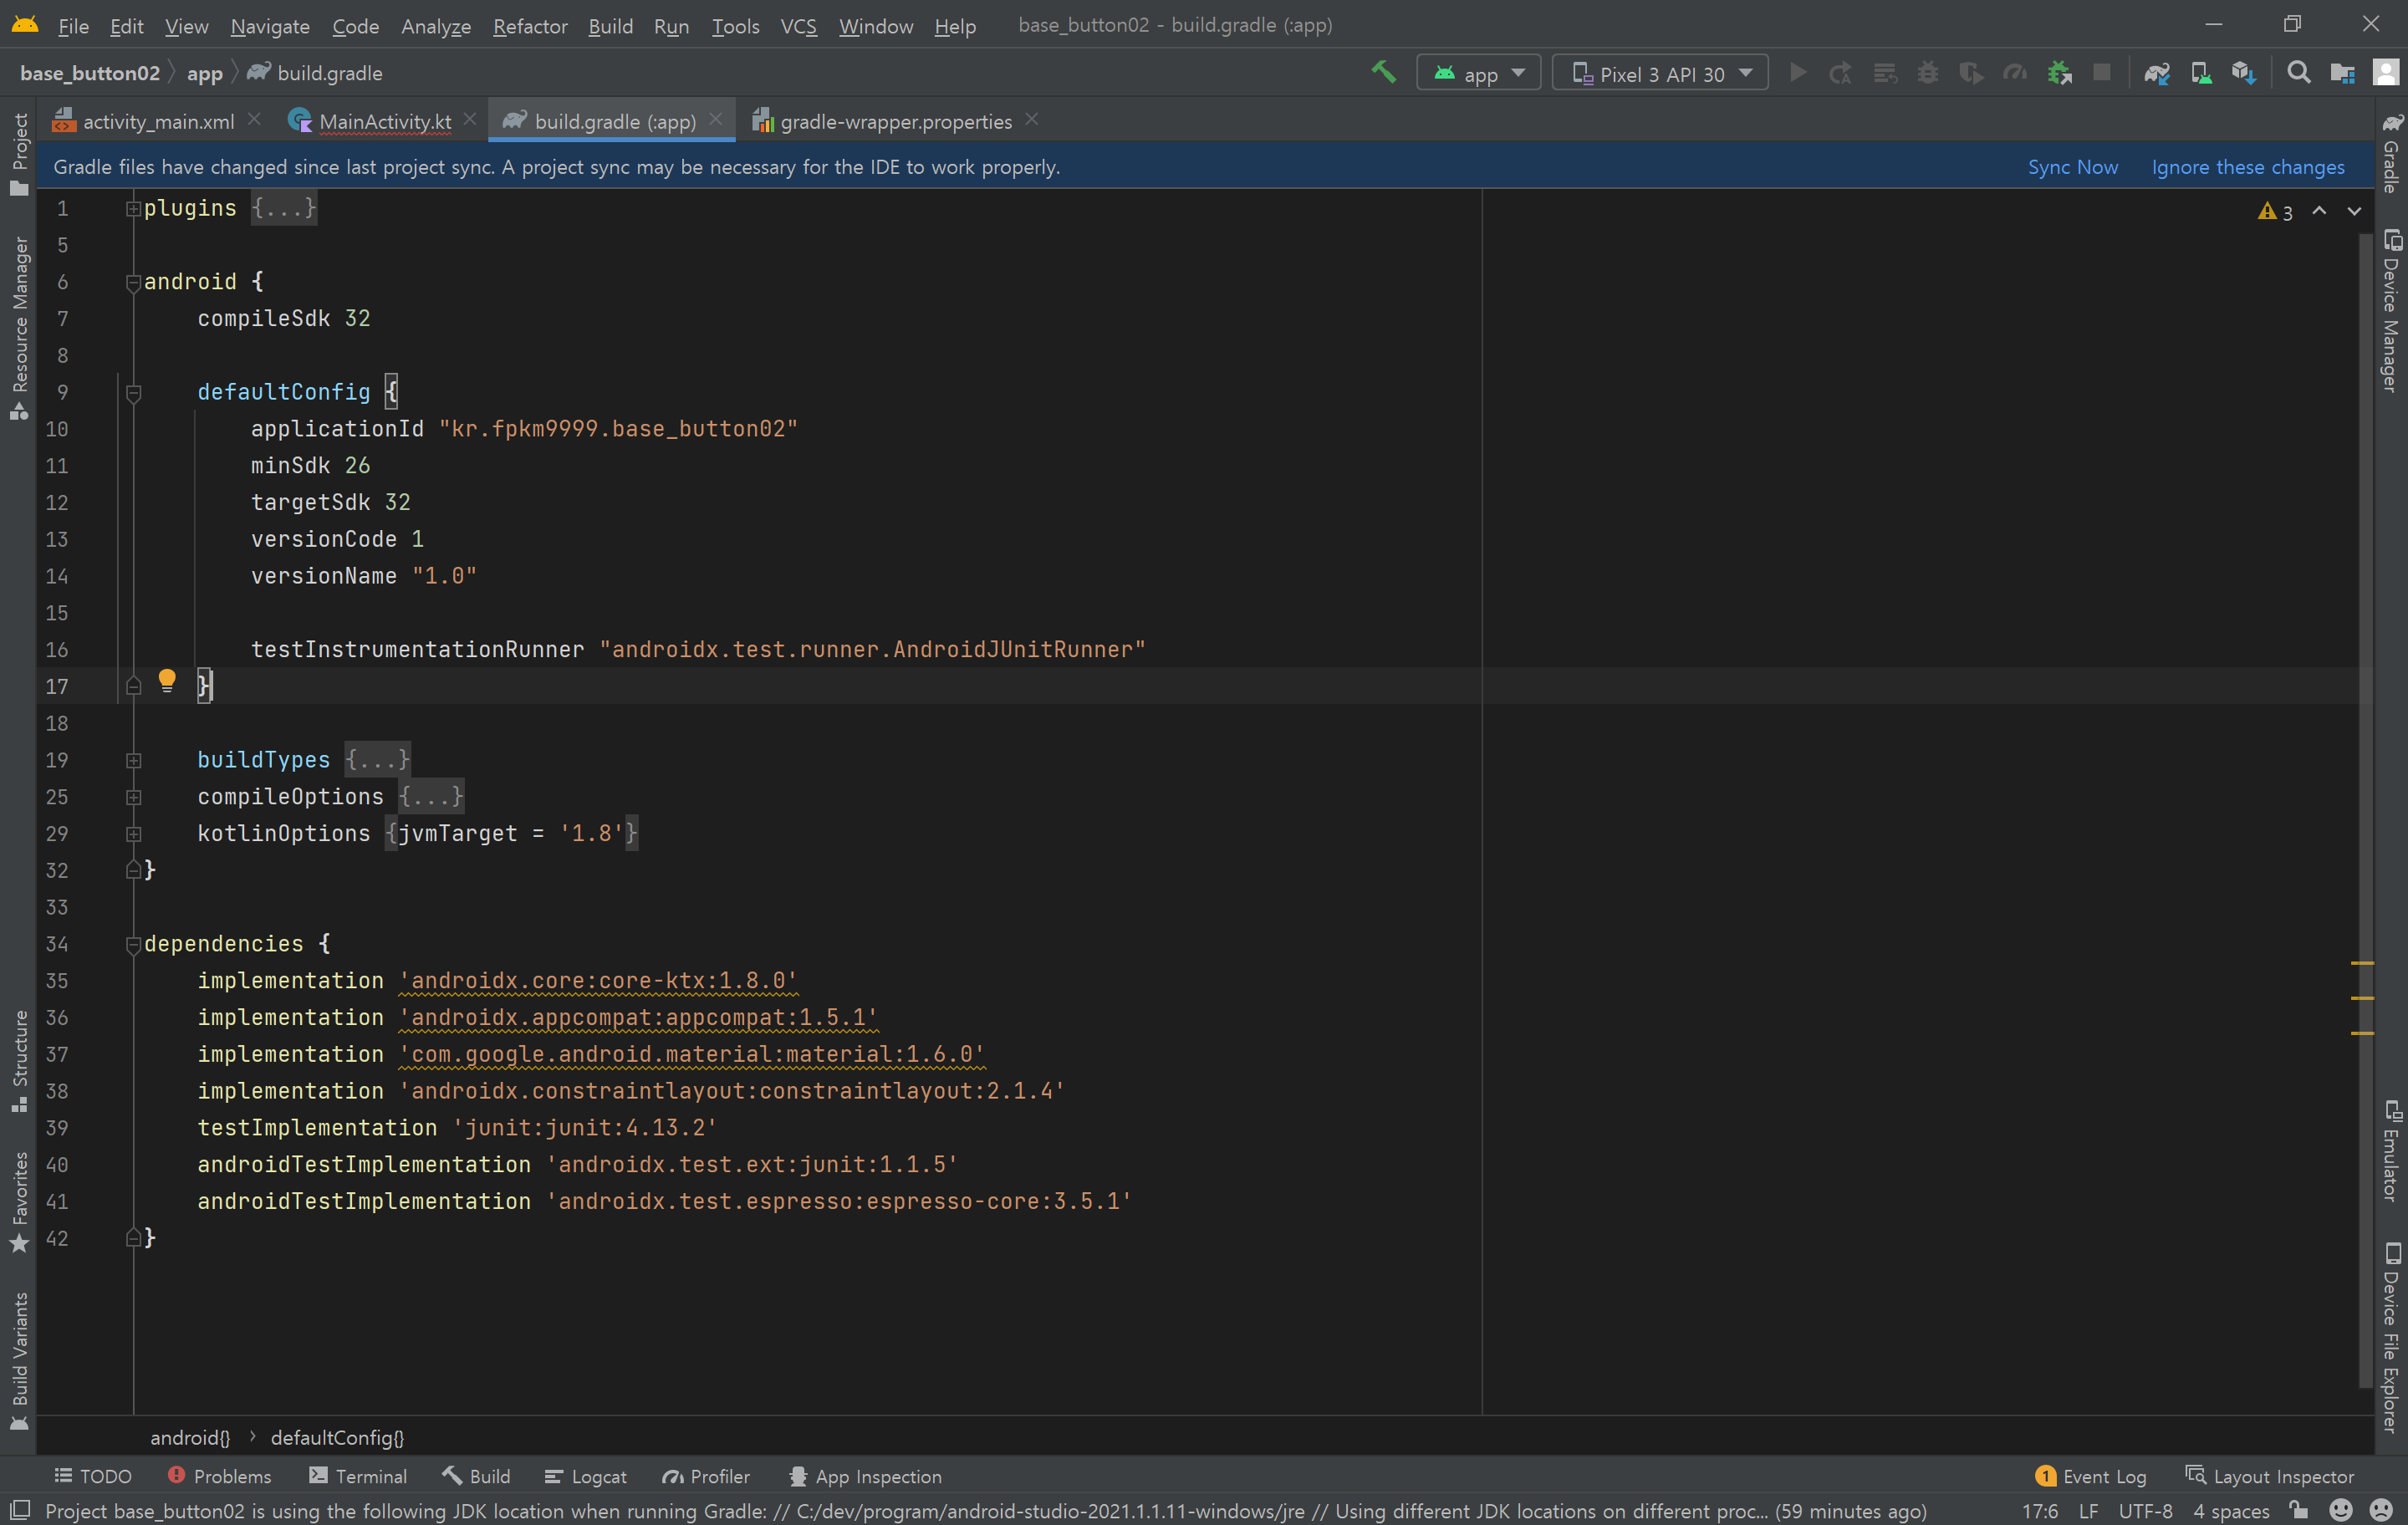 File Edit View Navigate Code Analyze Refactor Build Run Tools VCS Window Help base_button02 - build.gradle (:app)
base_button02 app build.gradle app Pixel 3 API 30
activity_main.xml MainActivity.kt build.gradle (:app) gradle-wrapper.properties
Gradle files have changed since last project sync. A project sync may be necessary for the IDE to work properly. Sync Now Ignore these changes
Project
Resource Manager
Structure
Favorites
Build Variants
1 plugins {...} 3
5
6 android {
7 compileSdk 32
8
9 defaultConfig {
10 applicationId "kr.fpkm9999.base_button02"
11 minSdk 26
12 targetSdk 32
13 versionCode 1
14 versionName "1.0"
15
16 testInstrumentationRunner "androidx.test.runner.AndroidJUnitRunner"
17 }
18
19 buildTypes {...}
25 compileOptions {...}
29 kotlinOptions {jvmTarget = '1.8'}
32 }
33
34 dependencies {
35 implementation 'androidx.core:core-ktx:1.8.0'
36 implementation 'androidx.appcompat:appcompat:1.5.1'
37 implementation 'com.google.android.material:material:1.6.0'
38 implementation 'androidx.constraintlayout:constraintlayout:2.1.4'
39 testImplementation 'junit:junit:4.13.2'
40 androidTestImplementation 'androidx.test.ext:junit:1.1.5'
41 androidTestImplementation 'androidx.test.espresso:espresso-core:3.5.1'
42 }
Gradle
Device Manager
Emulator
Device File Explorer
android{} › defaultConfig{}
TODO Problems Terminal Build Logcat Profiler App Inspection 1 Event Log Layout Inspector
Project base_button02 is using the following JDK location when running Gradle: // C:/dev/program/android-studio-2021.1.1.11-windows/jre // Using different JDK locations on different proc... (59 minutes ago) 17:6 LF UTF-8 4 spaces